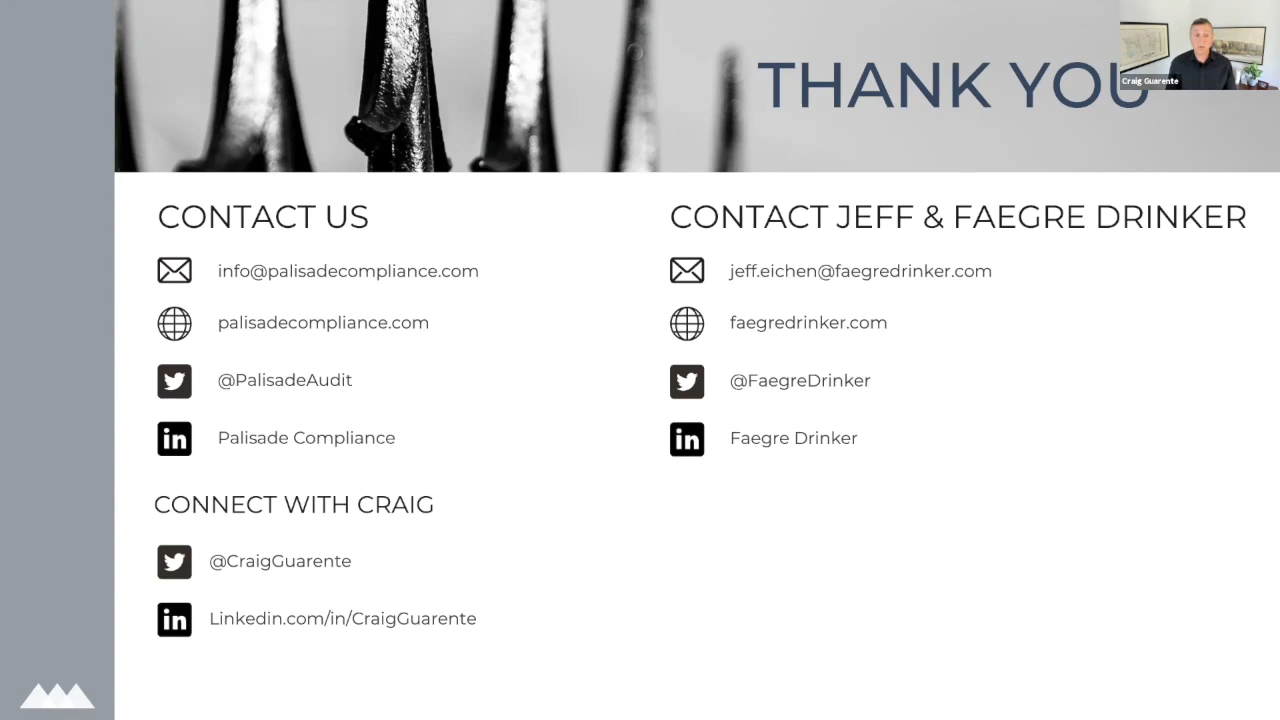 THANK YOU
Craig Guarente
CONTACT US
info@palisadecompliance.com
palisadecompliance.com
@PalisadeAudit
Palisade Compliance
CONNECT WITH CRAIG
@CraigGuarente
Linkedin.com/in/CraigGuarente
CONTACT JEFF & FAEGRE DRINKER
jeff.eichen@faegredrinker.com
faegredrinker.com
@FaegreDrinker
Faegre Drinker